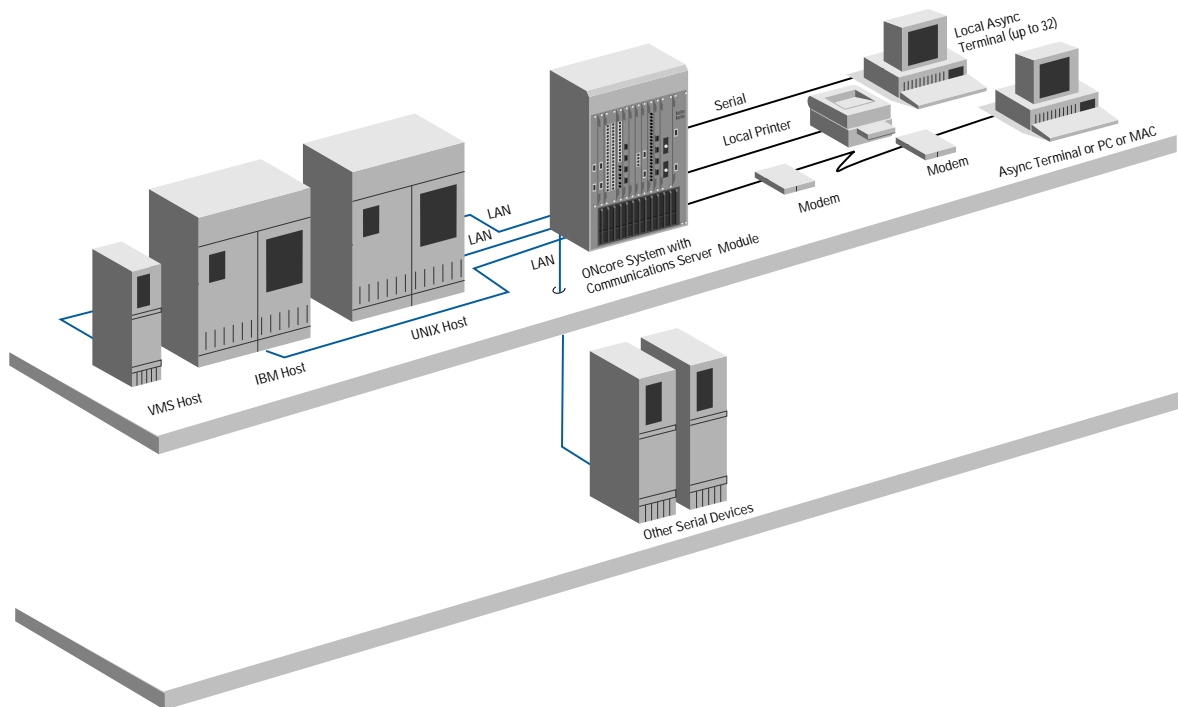 Local Async
Terminal (up to 32)
Serial
Local Printer
Modem
Async Terminal or PC or MAC
Modem
LAN
LAN
LAN
ONcore System with
Communications Server Module
UNIX Host
IBM Host
VMS Host
Other Serial Devices